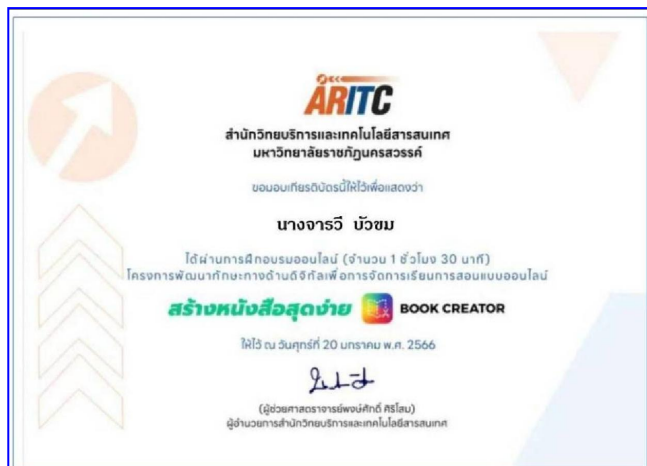 ARITC
สำนักวิทยบริการและเทคโนโลยีสารสนเทศ
มหาวิทยาลัยราชภัฏนครสวรรค์
ขอมอบเกียรติบัตรนี้ให้ไว้เพื่อแสดงว่า
นางจารวี บัวขม
ได้ผ่านการฝึกอบรมออนไลน์ (จำนวน 1 ชั่วโมง 30 นาที)
โครงการพัฒนาทักษะทางด้านดิจิทัลเพื่อการจัดการเรียนการสอนแบบออนไลน์
สร้างหนังสือสุดง่าย BOOK CREATOR
ให้ไว้ ณ วันศุกร์ที่ 20 มกราคม พ.ศ. 2566
(ผู้ช่วยศาสตราจารย์พงษ์ศักดิ์ ศิริโสม)
ผู้อำนวยการสำนักวิทยบริการและเทคโนโลยีสารสนเทศ